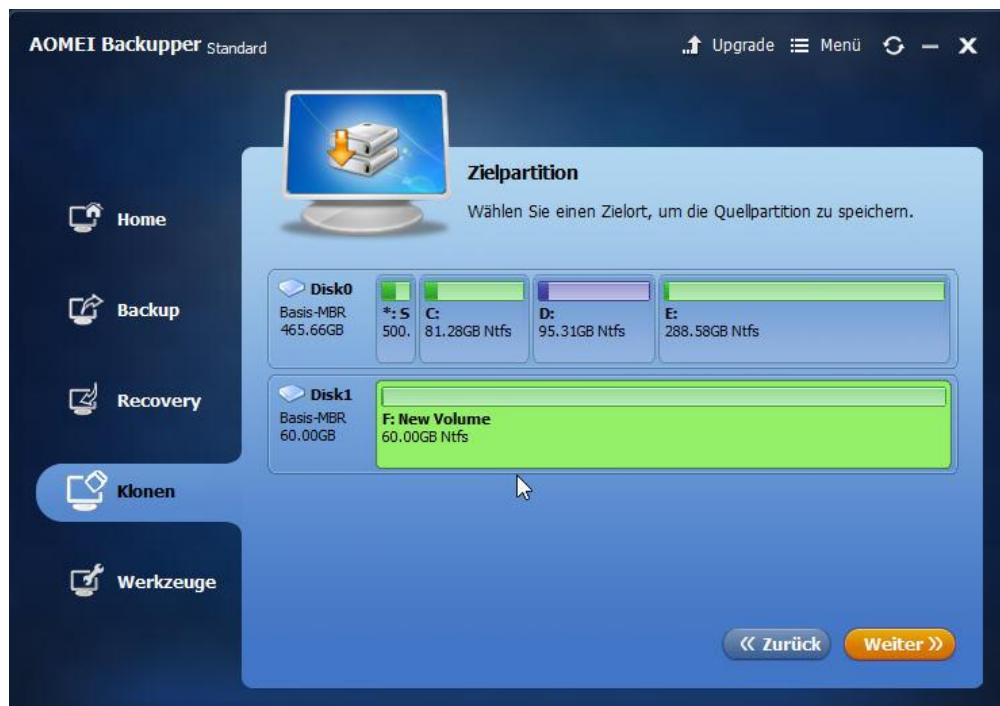 AOMEI Backupper Standard
Upgrade Menü
Zielpartition
Wählen Sie einen Zielort, um die Quellpartition zu speichern.
Home
Backup
Recovery
Klonen
Werkzeuge
Disk0
Basis-MBR
465.66GB
*: S
500.
C:
81.28GB Ntfs
D:
95.31GB Ntfs
E:
288.58GB Ntfs
Disk1
Basis-MBR
60.00GB
F: New Volume
60.00GB Ntfs
« Zurück
Weiter »